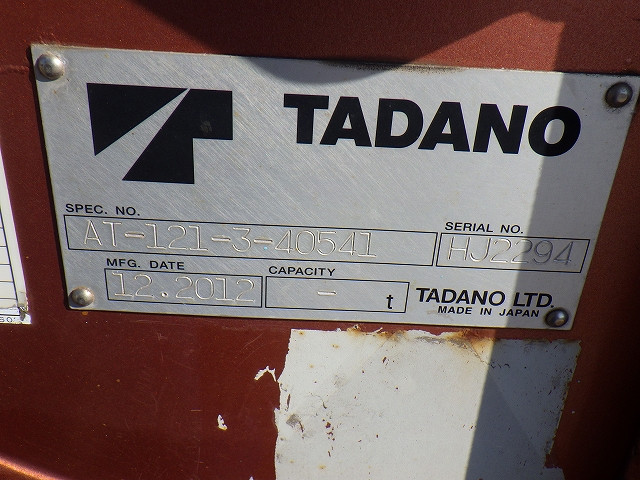 TADANO
SPEC. NO.
AT-121-3-40541
SERIAL NO.
HJ2294
MFG. DATE
12.2012
CAPACITY
- t
TADANO LTD.
MADE IN JAPAN